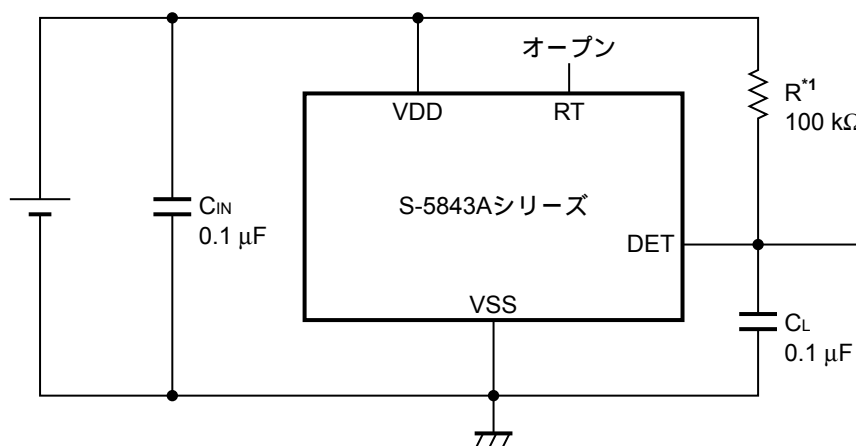 オープン
VDD
RT
R*1
100 kΩ
CIN
0.1 μF
S-5843Aシリーズ
DET
VSS
CL
0.1 μF